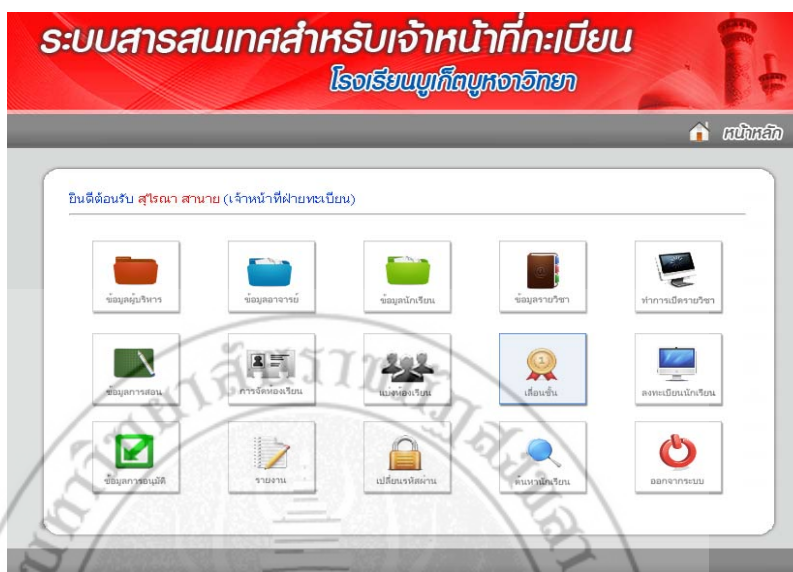 ระบบสารสนเทศสำหรับเจ้าหน้าที่ทะเบียน
โรงเรียนบูเก็ตบูหงาวิทยา
หน้าหลัก
ยินดีต้อนรับ สุไรณา สานาย (เจ้าหน้าที่ฝ่ายทะเบียน)
ข้อมูลผู้บริหาร ข้อมูลอาจารย์ ข้อมูลนักเรียน ข้อมูลรายวิชา ทำการเปิดรายวิชา
ข้อมูลการสอน การจัดห้องเรียน แบ่งห้องเรียน เลื่อนชั้น ลงทะเบียนนักเรียน
ข้อมูลการอนุมัติ รายงาน เปลี่ยนรหัสผ่าน ค้นหานักเรียน ออกจากระบบ